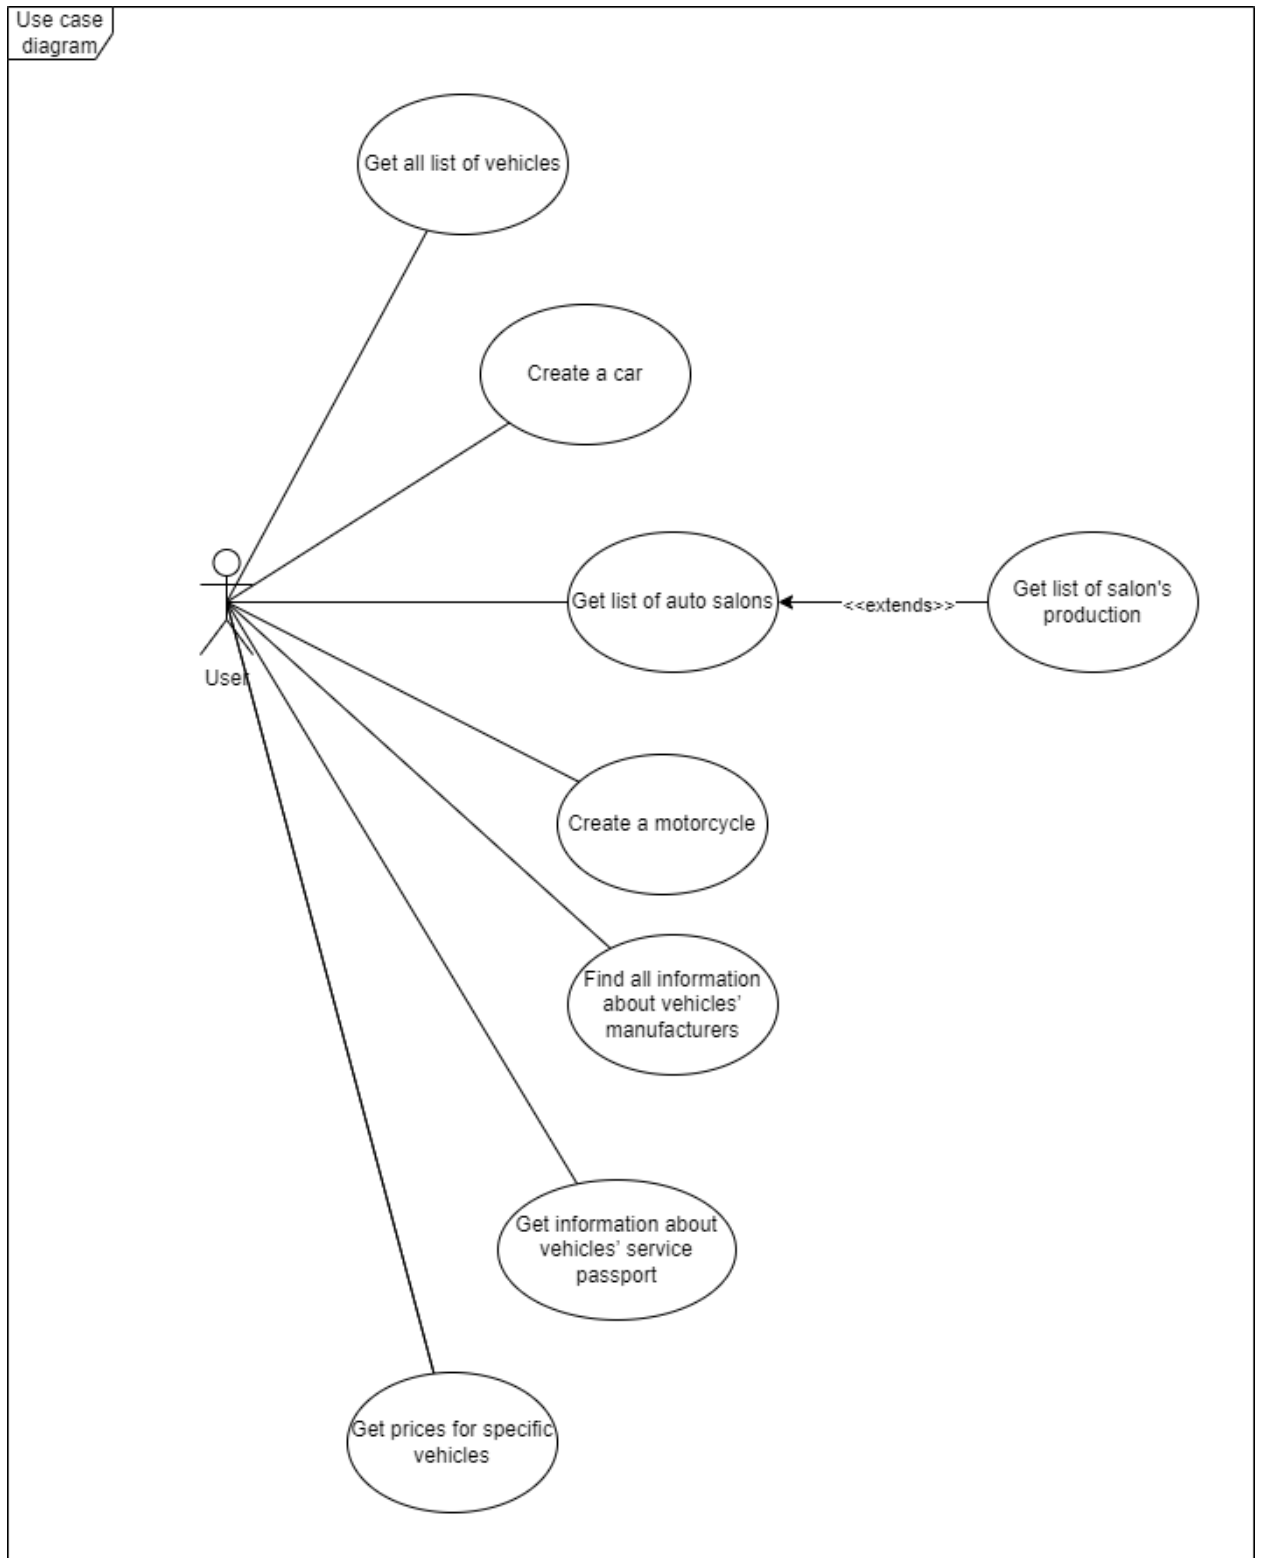 Use case
diagram
Get all list of vehicles
Create a car
Get list of auto salons
<<extends>>
Get list of salon's
production
User
Create a motorcycle
Find all information
about vehicles’
manufacturers
Get information about
vehicles’ service
passport
Get prices for specific
vehicles